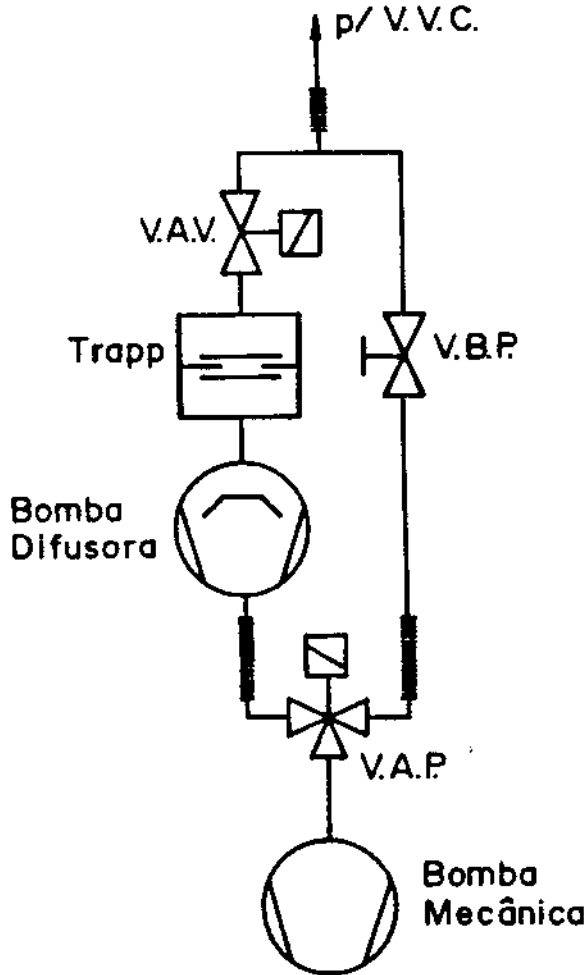 p/ V.V.C.
V.A.V.
Trapp
V.B.P.
Bomba
Difusora
V.A.P.
Bomba
Mecânica